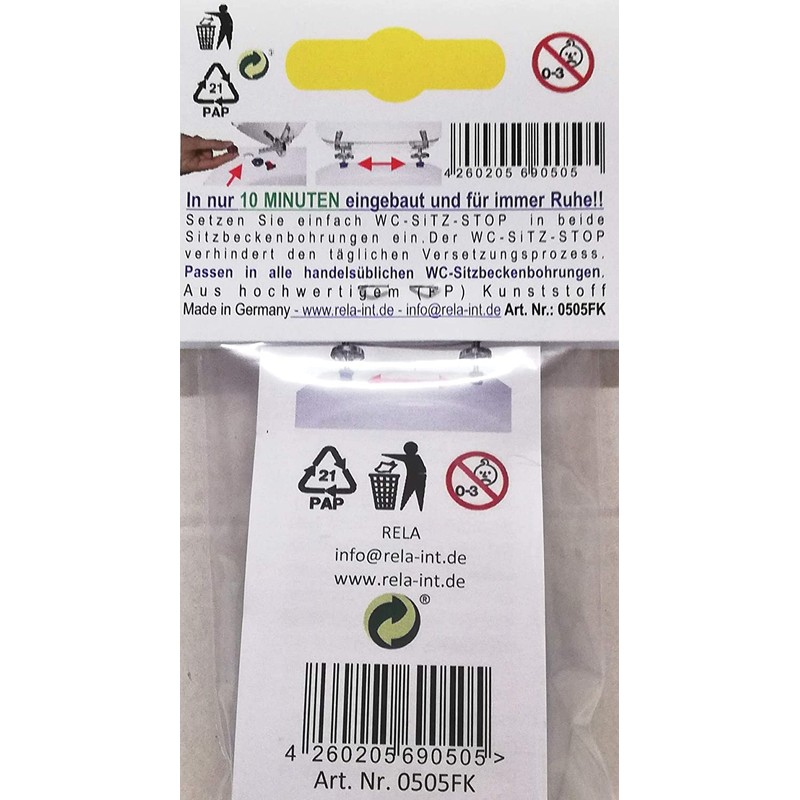 ®
0-3
21
PAP
4 260205 690505
In nur 10 MINUTEN eingebaut und für immer Ruhe!!
Setzen Sie einfach WC-SiTZ-STOP in beide
Sitzbeckenbohrungen ein.Der WC-SiTZ-STOP
verhindert den täglichen Versetzungsprozess.
Passen in alle handelsüblichen WC-Sitzbeckenbohrungen.
Aus hochwertigem Kunststoff
Made in Germany - www.rela-int.de - info@rela-int.de Art. Nr.: 0505FK
21
PAP
0-3
RELA
info@rela-int.de
www.rela-int.de
®
4 260205 690505 >
Art. Nr. 0505FK